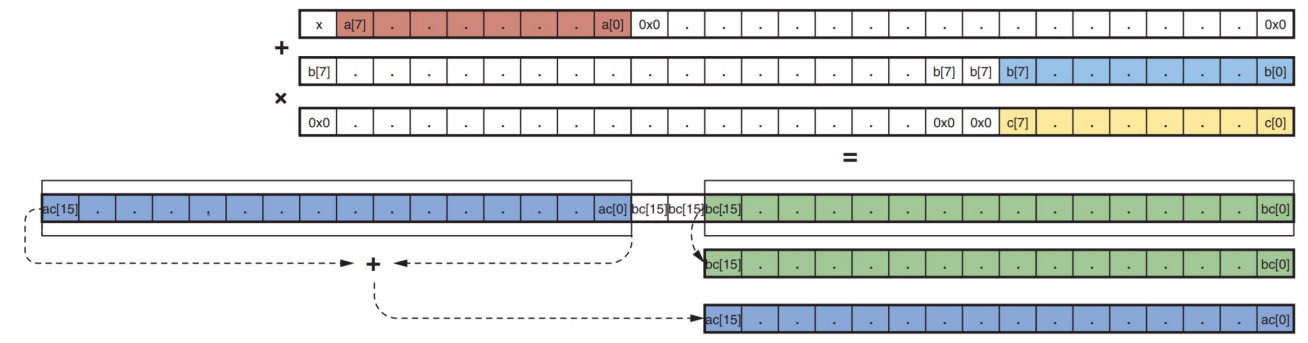 x a[7] . . . . . . a[0] 0x0 . . . . . . . . . . . . . . . . 0x0
+
b[7] . . . . . . . . . . . . . . . . b[7] b[7] b[7] . . . . . . b[0]
×
0x0 . . . . . . . . . . . . . . . . 0x0 0x0 c[7] . . . . . . c[0]
=
ac[15] . . . , . . . . . . . . . . ac[0] bc[15] bc[15] bc[15] . . . . . . . . . . . . . . bc[0]
+
bc[15] . . . . . . . . . . . . . . bc[0]
ac[15] . . . . . . . . . . . . . . ac[0]